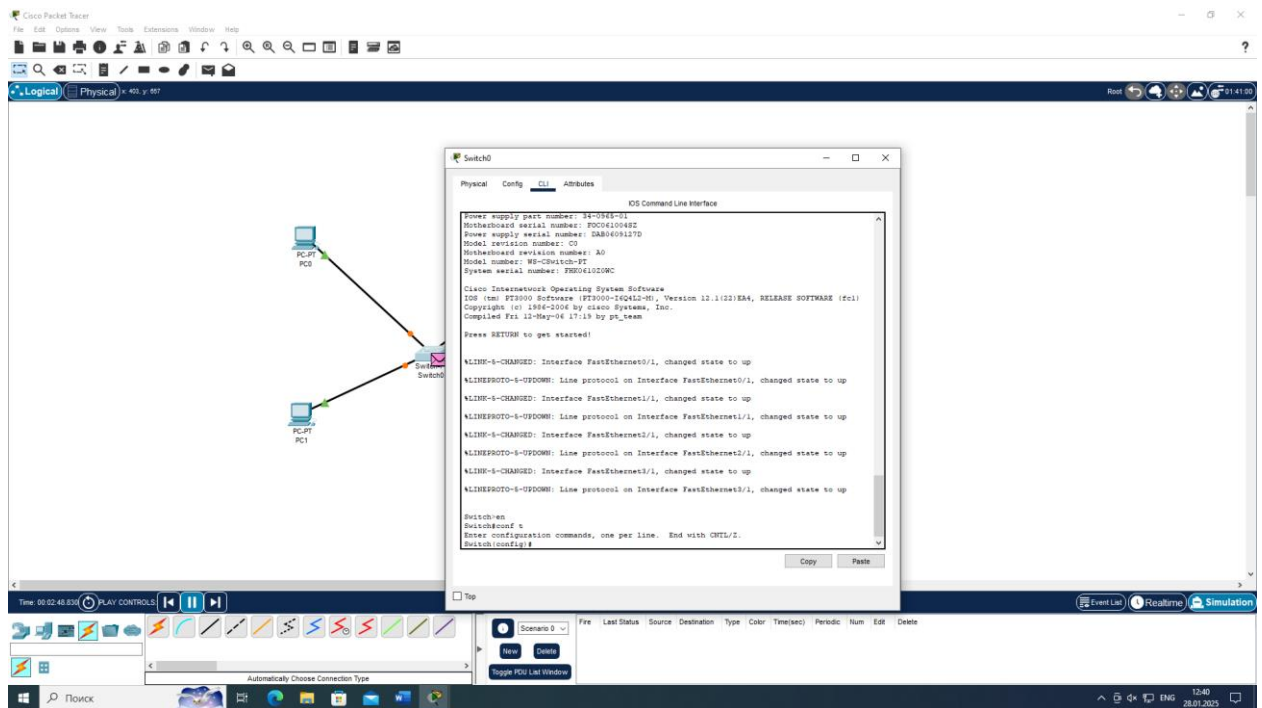 Cisco Packet Tracer
File Edit Options View Tools Extensions Window Help
?
Logical Physical x: 403, y: 667
Root 01:41:00
Switch0
Physical Config CLI Attributes
IOS Command Line Interface
Power supply part number: 34-0965-01
Motherboard serial number: FOC061004SZ
Power supply serial number: DAB0609127D
Model revision number: C0
Motherboard revision number: A0
Model number: WS-CSwitch-PT
System serial number: FHK0610Z0WC
Cisco Internetwork Operating System Software
IOS (tm) PT3000 Software (PT3000-I6Q4L2-M), Version 12.1(22)EA4, RELEASE SOFTWARE (fc1)
Copyright (c) 1986-2006 by cisco Systems, Inc.
Compiled Fri 12-May-06 17:19 by pt_team
Press RETURN to get started!
%LINK-5-CHANGED: Interface FastEthernet0/1, changed state to up
%LINEPROTO-5-UPDOWN: Line protocol on Interface FastEthernet0/1, changed state to up
%LINK-5-CHANGED: Interface FastEthernet1/1, changed state to up
%LINEPROTO-5-UPDOWN: Line protocol on Interface FastEthernet1/1, changed state to up
%LINK-5-CHANGED: Interface FastEthernet2/1, changed state to up
%LINEPROTO-5-UPDOWN: Line protocol on Interface FastEthernet2/1, changed state to up
%LINK-5-CHANGED: Interface FastEthernet3/1, changed state to up
%LINEPROTO-5-UPDOWN: Line protocol on Interface FastEthernet3/1, changed state to up
Switch>en
Switch#conf t
Enter configuration commands, one per line. End with CNTL/Z.
Switch(config)#
Copy Paste
Top
PC-PT
PC0
Switch0
PC-PT
PC1
Time: 00:02:48.830 PLAY CONTROLS:
Event List Realtime Simulation
Scenario 0
New Delete
Toggle PDU List Window
Fire Last Status Source Destination Type Color Time(sec) Periodic Num Edit Delete
Automatically Choose Connection Type
Поиск
ENG 12:40
28.01.2025